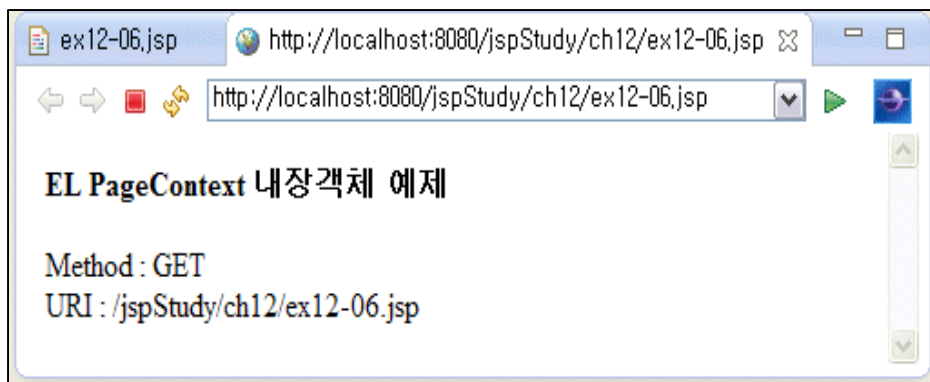 ex12-06.jsp
http://localhost:8080/jspStudy/ch12/ex12-06.jsp
http://localhost:8080/jspStudy/ch12/ex12-06.jsp
EL PageContext 내장객체 예제
Method : GET
URI : /jspStudy/ch12/ex12-06.jsp